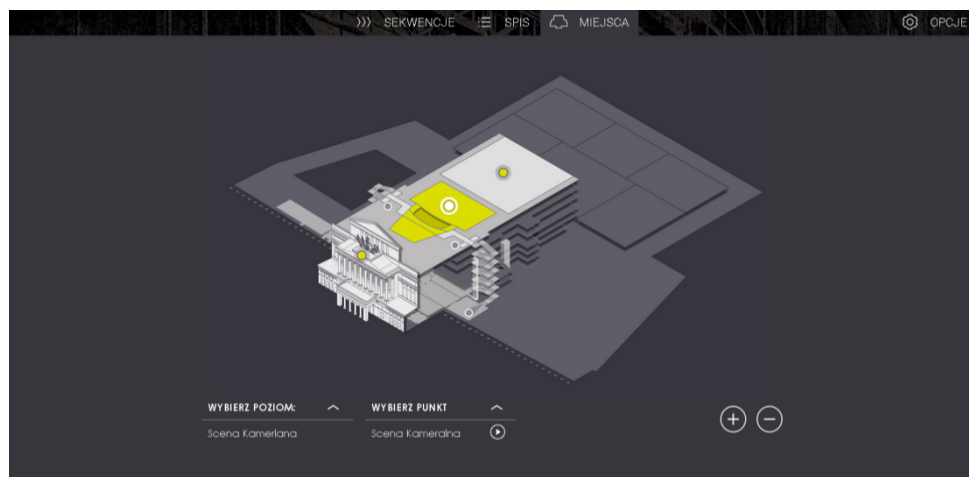 SEKWENCJE SPIS MIEJSCA OPCJE
WYBIERZ POZIOM: WYBIERZ PUNKT
Scena Kamerlana Scena Kameralna